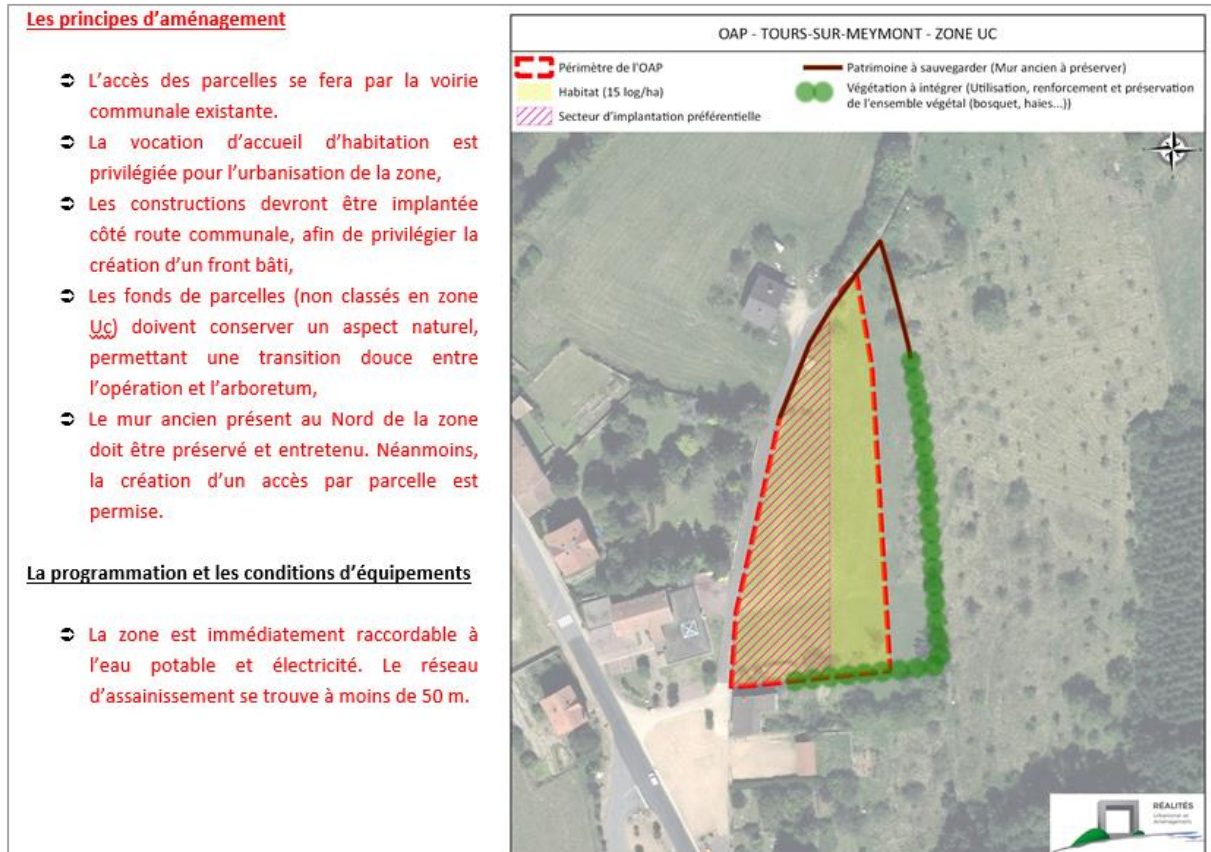 Les principes d’aménagement
➲ L’accès des parcelles se fera par la voirie
communale existante.
➲ La vocation d’accueil d’habitation est
privilégiée pour l’urbanisation de la zone,
➲ Les constructions devront être implantée
côté route communale, afin de privilégier la
création d’un front bâti,
➲ Les fonds de parcelles (non classés en zone
Uc) doivent conserver un aspect naturel,
permettant une transition douce entre
l’opération et l’arboretum,
➲ Le mur ancien présent au Nord de la zone
doit être préservé et entretenu. Néanmoins,
la création d’un accès par parcelle est
permise.
La programmation et les conditions d’équipements
➲ La zone est immédiatement raccordable à
l’eau potable et électricité. Le réseau
d’assainissement se trouve à moins de 50 m.
OAP - TOURS-SUR-MEYMONT - ZONE UC
Périmètre de l'OAP
Habitat (15 log/ha)
Secteur d'implantation préférentielle
Patrimoine à sauvegarder (Mur ancien à préserver)
Végétation à intégrer (Utilisation, renforcement et préservation
de l'ensemble végétal (bosquet, haies...))
RÉALITÉS
Urbanisme et
Aménagement